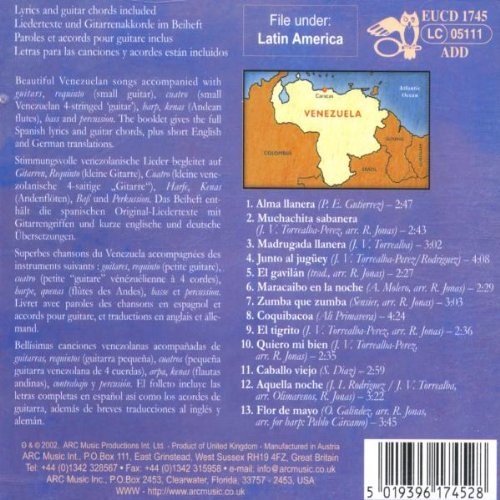 Lyrics and guitar chords included
Liedertexte und Gitarrenakkorde im Beiheft
Paroles et accords pour guitare inclus
Letras para las canciones y acordes están incluidos
File under:
Latin America
EUCD 1745
LC 05111
ADD
Beautiful Venezuelan songs accompanied with
guitars, requinto (small guitar), cuatro (small
Venezuelan 4-stringed 'guitar'), harp, kenas (Andean
flutes), bass and percussion. The booklet gives the full
Spanish lyrics and guitar chords, plus short English
and German translations.
Stimmungsvolle venezolanische Lieder begleitet auf
Gitarren, Requinto (kleine Gitarre), Cuatro (kleine vene-
zolanische 4-saitige „Gitarre“), Harfe, Kenas
(Andenflöten), Baß und Perkussion. Das Beiheft ent-
hält die spanischen Original-Liedertexte mit
Gitarrengriffen und kurze englische und deutsche
Übersetzungen.
Superbes chansons du Venezuela accompagnées des
instruments suivants : guitares, requinto (petite guitare),
cuatro (petite "guitare" vénézuélienne à 4 cordes),
harpe, quenas (flûtes des Andes), basse et percussion.
Livret avec paroles des chansons en espagnol et
accords pour guitare, et traductions en anglais et alle-
mand.
Bellísimas canciones venezolanas acompañadas de
guitarras, requintos (guitarra pequeña), cuatros (pequeña
guitarra venezolana de 4 cuerdas), arpa, kenas (flautas
andinas), contrabajo y percusión. El folleto incluye las
letras completas en español así como los acordes de
guitarra, además de breves traducciones al inglés y
alemán.
Caracas
Atlantic
Ocean
VENEZUELA
COLOMBIA
1. Alma llanera (P. E. Gutierrez) – 2:47
2. Muchachita sabanera
(J. V. Torrealba-Perez, arr. R. Jonas) – 2:43
3. Madrugada llanera (J. V. Torrealba) – 3:02
4. Junto al jagüey (J. V. Torrealba-Perez/ Rodriguez) – 4:08
5. El gavilán (trad., arr. R. Jonas) – 2:27
6. Maracaibo en la noche (A. Molero, arr. R. Jonas) – 2:29
7. Zumba que zumba (Sensier, arr. R. Jonas) – 3:03
8. Coquibacoa (Ali Primarera) – 4:24
9. El tigrito (J. V. Torrealba-Perez, arr. R. Jonas) – 2:36
10. Quiero mi bien (J. V. Torrealba-Perez,
arr. R. Jonas) – 2:35
11. Caballo viejo (S. Diaz) – 2:59
12. Aquella noche (J. L Rodriguez / J. V. Torrealba,
arr. Olimareños, R. Jonas) – 3:22
13. Flor de mayo (O. Galindez, arr. R. Jonas,
arr. for harp: Pablo Cárcamo) – 3:45
℗ & © 2002. ARC Music Productions Int. Ltd. - Product of United Kingdom - Manufactured in Austria
ARC Music Int., P.O Box 111, East Grinstead, West Sussex RH19 4FZ, Great Britain
Tel: +44 (0)1342 328567 • Fax: +44 (0)1342 315958 • e-mail: info@arcmusic.co.uk
ARC Music Inc., P.O Box 2453, Clearwater, Florida, 33757 - 2453, USA
WWW - http://www.arcmusic.co.uk
5 019396 174528